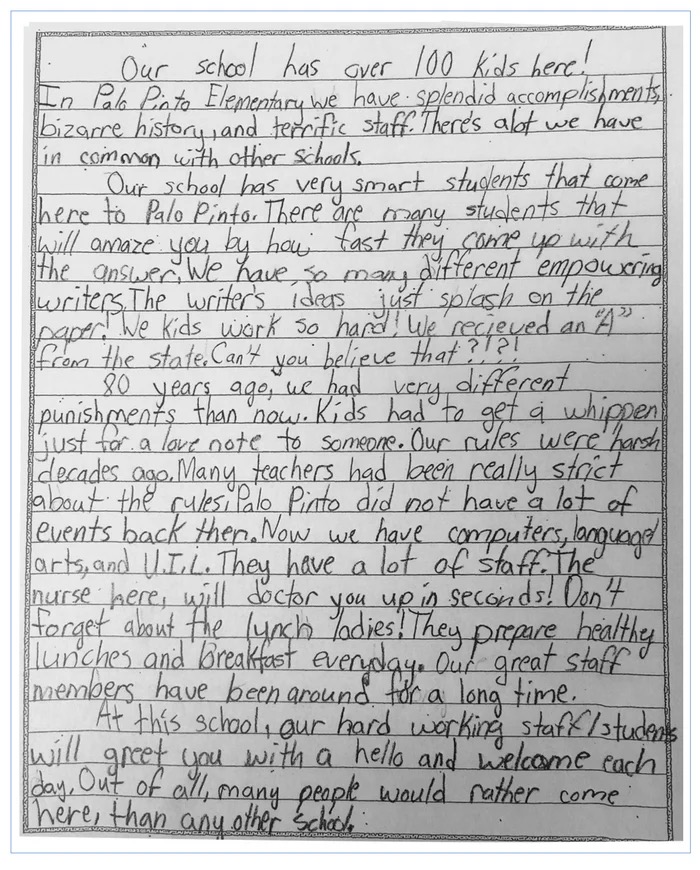 Our school has over 100 kids here!
In Palo Pinto Elementary we have splendid accomplishments,
bizarre history, and terrific staff. There's alot we have
in common with other schools.
Our school has very smart students that come
here to Palo Pinto. There are many students that
will amaze you by how fast they come up with
the answer. We have so many different empowering
writers. The writer's ideas just splash on the
paper! We kids work so hard! We recieved an "A"
from the state. Can't you believe that?!?!
80 years ago, we had very different
punishments than now. Kids had to get a whippen
just for a love note to someone. Our rules were harsh
decades ago. Many teachers had been really strict
about the rules; Palo Pinto did not have a lot of
events back then. Now we have computers, language
arts, and U.I.L. They have a lot of staff. The
nurse here, will doctor you up in seconds! Don't
forget about the lunch ladies! They prepare healthy
lunches and breakfast everyday. Our great staff
members have been around for a long time.
At this school, our hard working staff/students
will greet you with a hello and welcome each
day. Out of all, many people would rather come
here, than any other school.